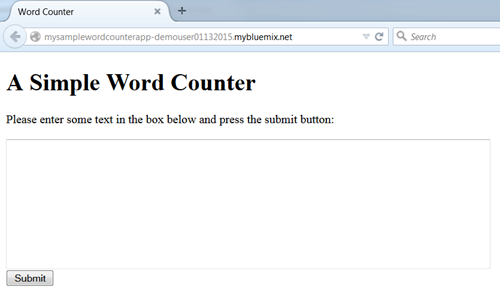 Word Counter
mysamplewordcounterapp-demouser01132015.mybluemix.net
Search
A Simple Word Counter
Please enter some text in the box below and press the submit button:
Submit